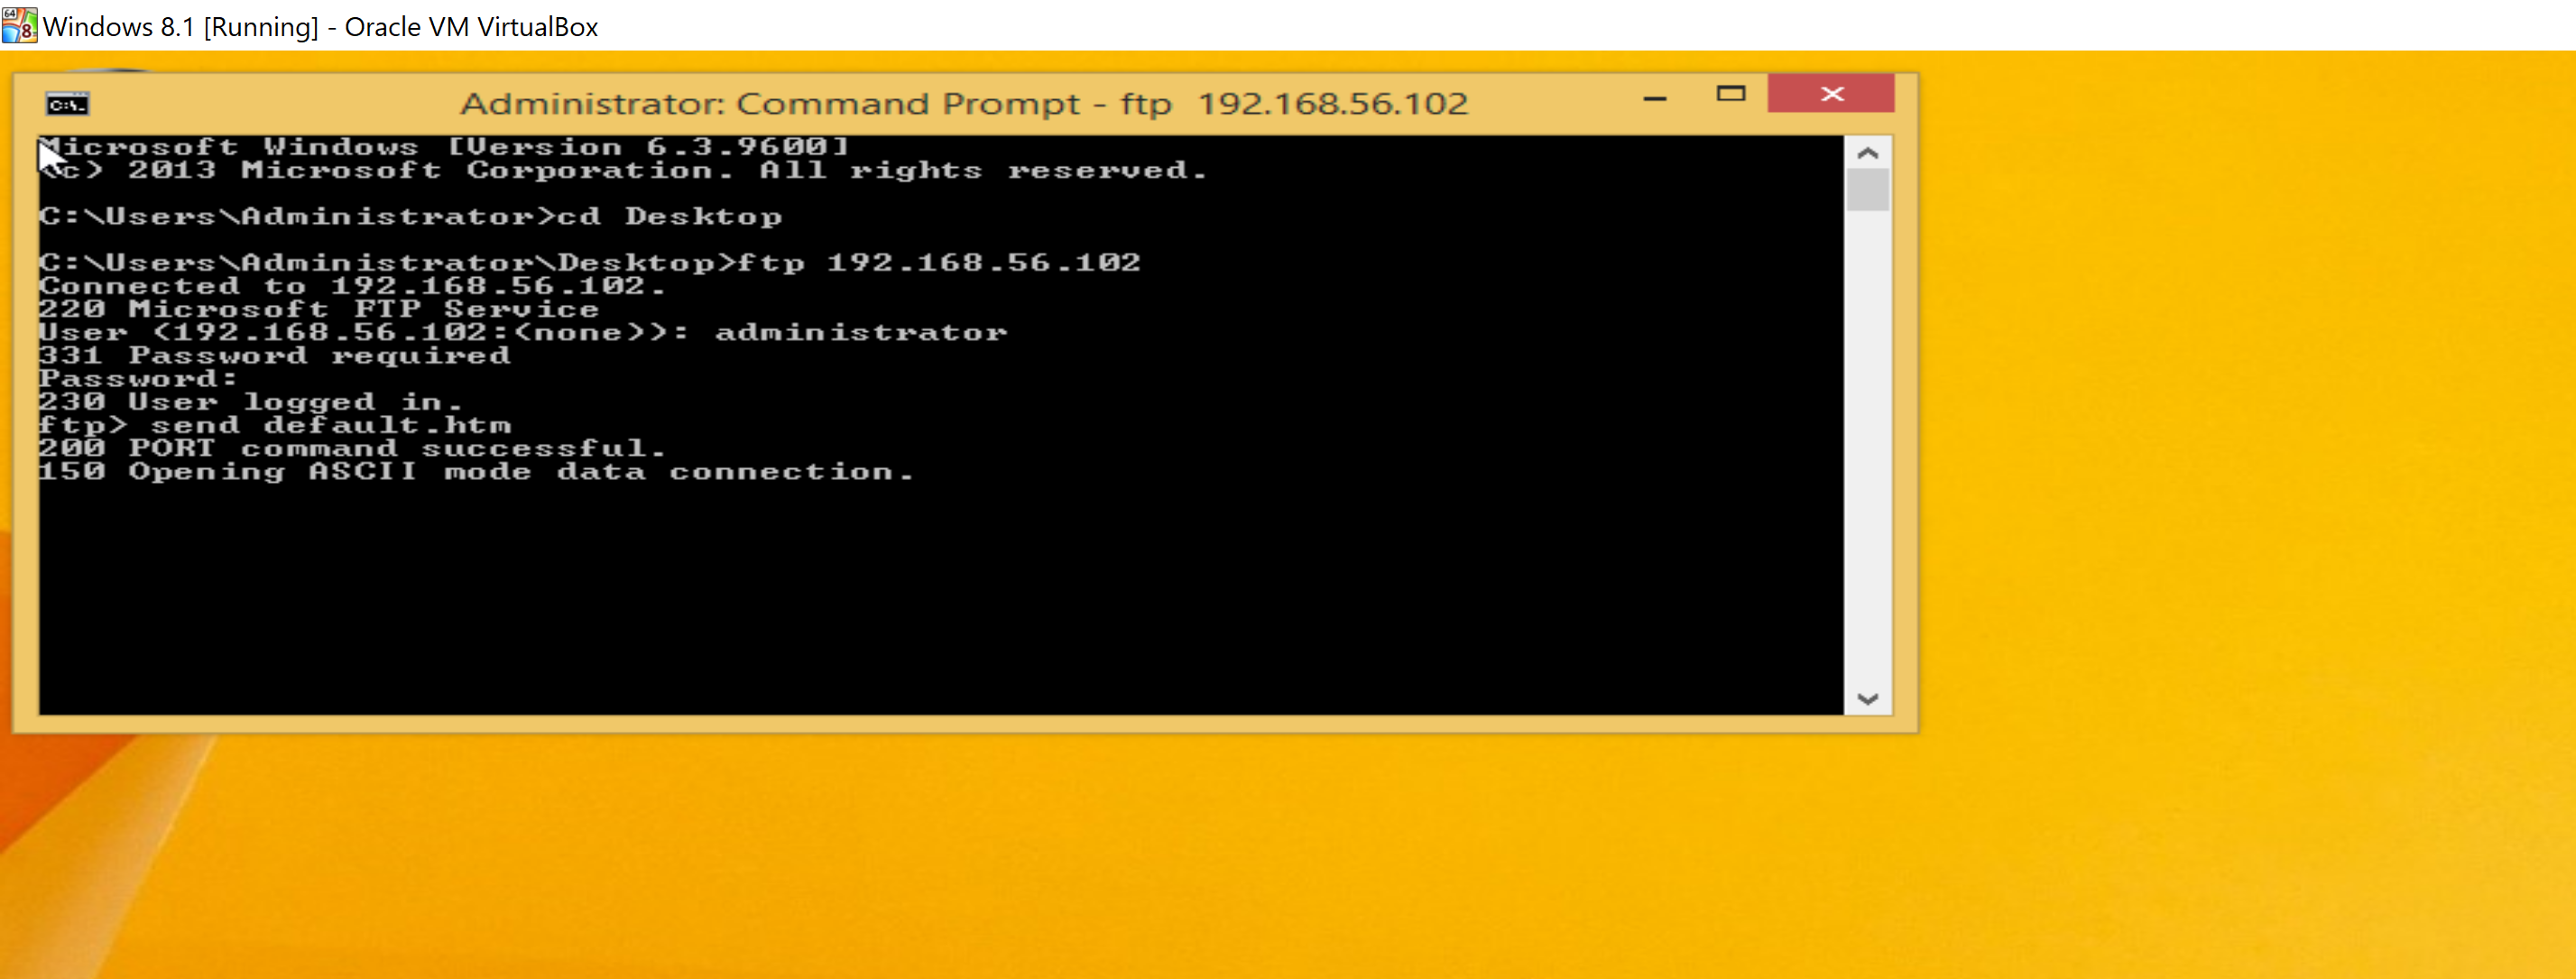 Windows 8.1 [Running] - Oracle VM VirtualBox
Administrator: Command Prompt - ftp 192.168.56.102
Microsoft Windows [Version 6.3.9600]
(c) 2013 Microsoft Corporation. All rights reserved.
C:\Users\Administrator>cd Desktop
C:\Users\Administrator\Desktop>ftp 192.168.56.102
Connected to 192.168.56.102.
220 Microsoft FTP Service
User (192.168.56.102:(none)): administrator
331 Password required
Password:
230 User logged in.
ftp> send default.htm
200 PORT command successful.
150 Opening ASCII mode data connection.